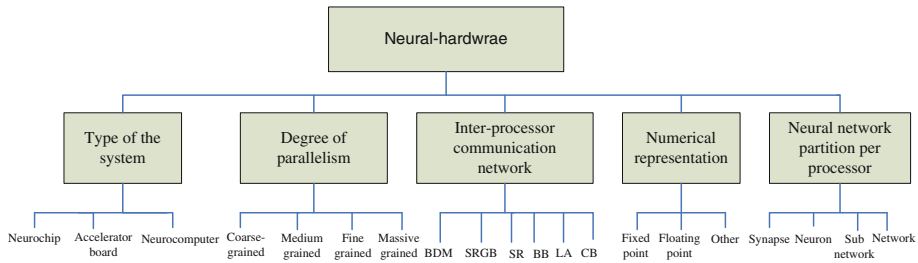 Neural-hardwrae
Type of the
system
Degree of
parallelism
Inter-processor
communication
network
Numerical
representation
Neural network
partition per
processor
Neurochip
Accelerator
board
Neurocomputer
Coarse-
grained
Medium
grained
Fine
grained
Massive
grained
BDM
SRGB
SR
BB
LA
CB
Fixed
point
Floating
point
Other
Synapse
Neuron
Sub
network
Network